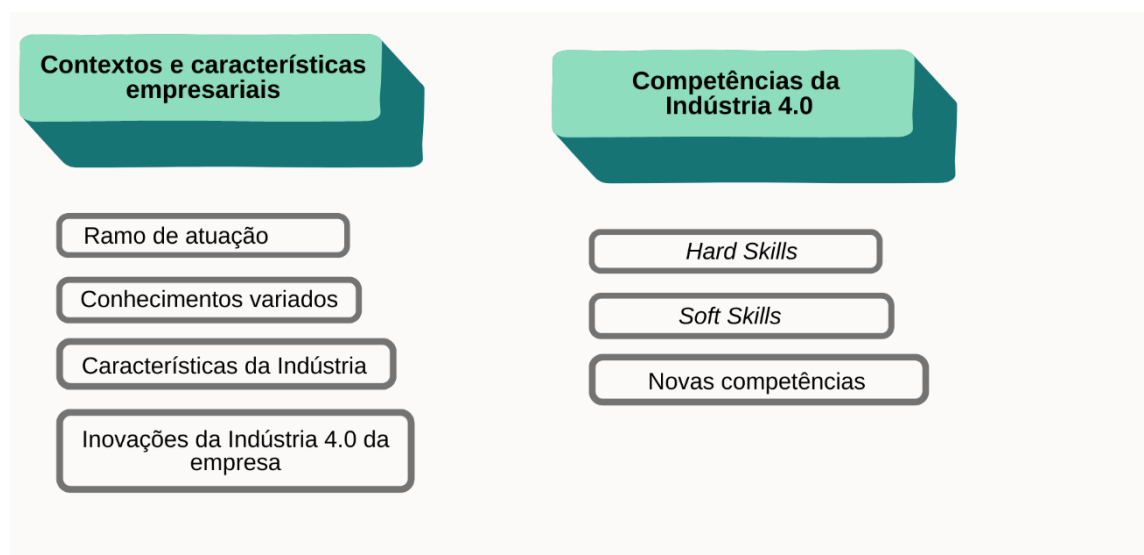 Contextos e características
empresariais
Ramo de atuação
Conhecimentos variados
Características da Indústria
Inovações da Indústria 4.0 da
empresa
Competências da
Indústria 4.0
Hard Skills
Soft Skills
Novas competências